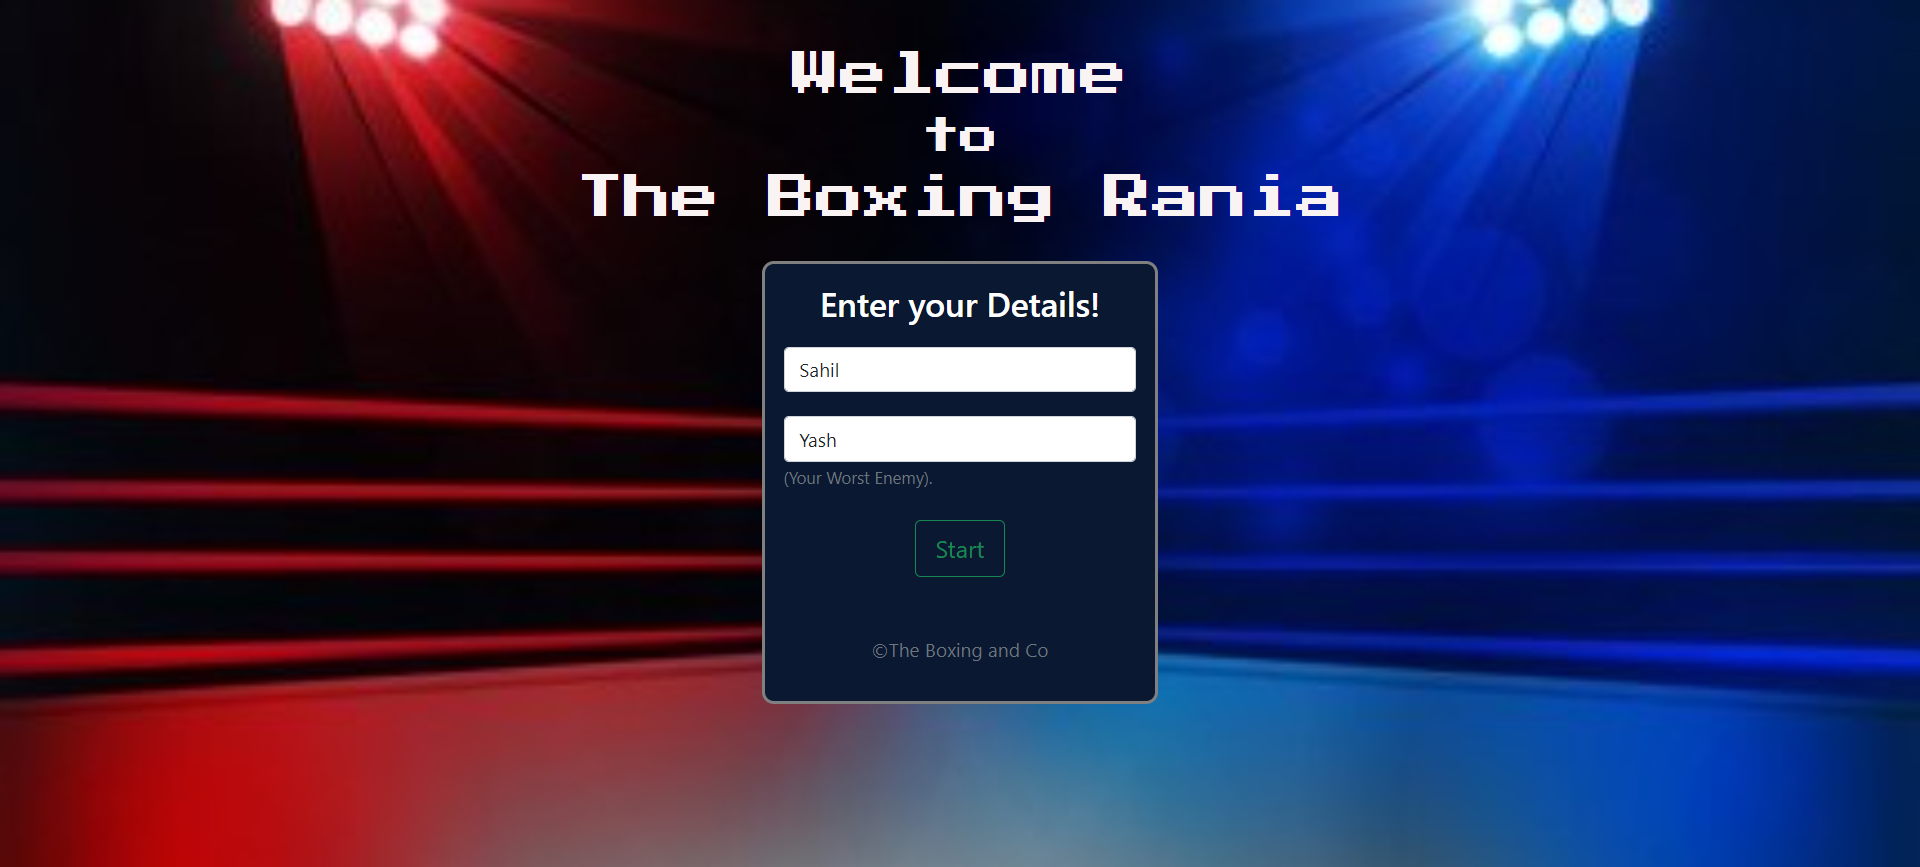 Welcome
to
The Boxing Rania
Enter your Details!
Sahil
Yash
(Your Worst Enemy).
Start
©The Boxing and Co